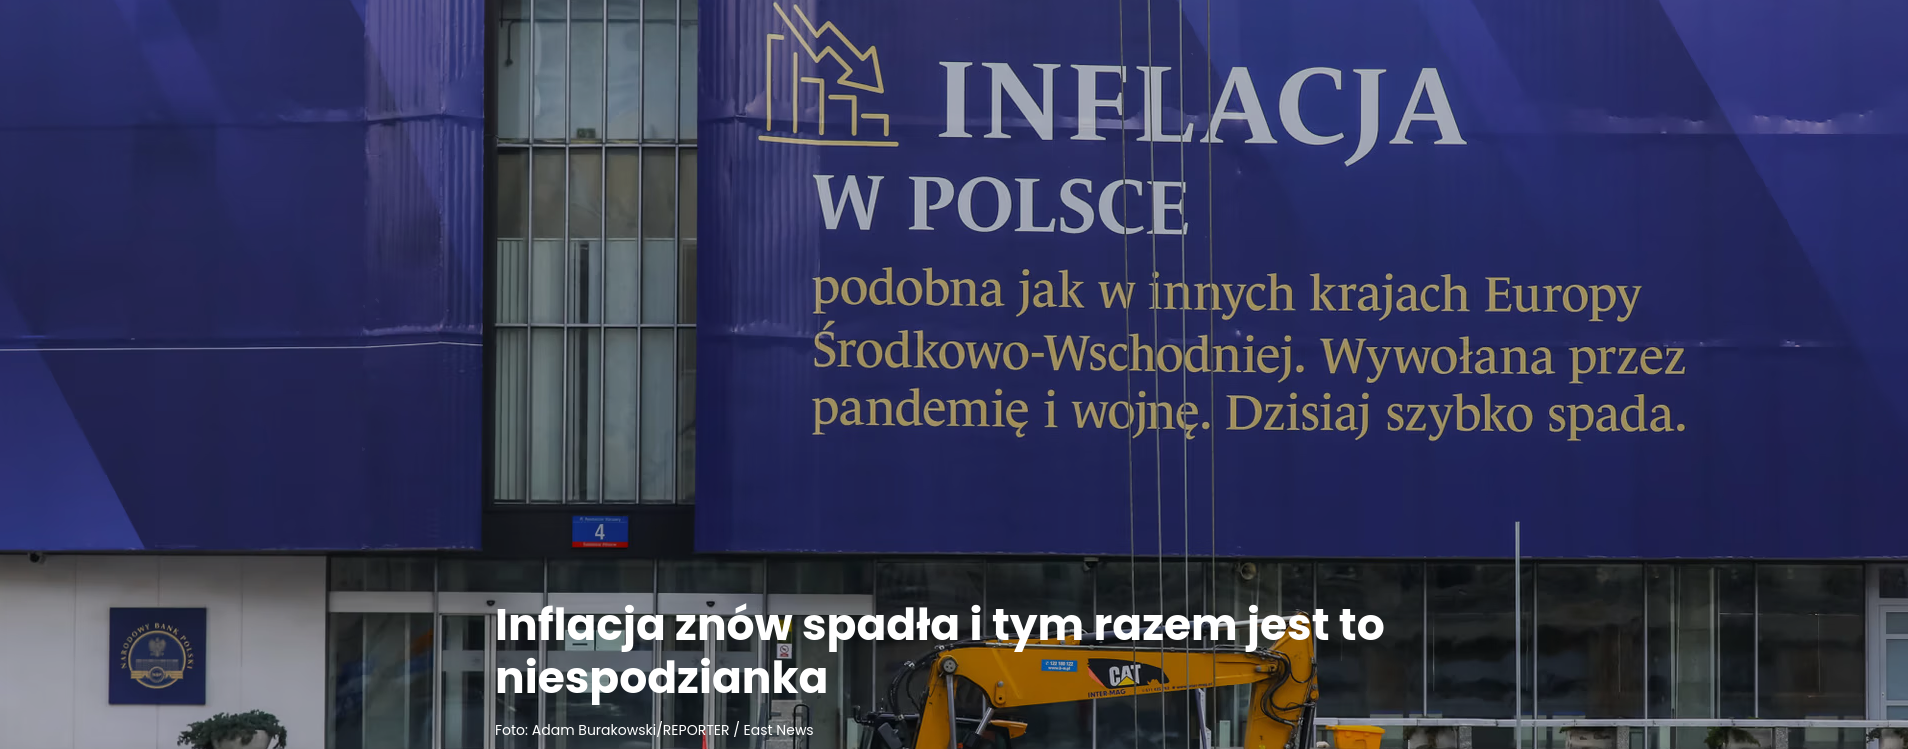 INFLACJA
W POLSCE
podobna jak w innych krajach Europy
Środkowo-Wschodniej. Wywołana przez
pandemię i wojnę. Dzisiaj szybko spada.
4
NARODOWY BANK POLSKI
Inflacja znów spadła i tym razem jest to
niespodzianka
CAT
INTER-MAG
Foto: Adam Burakowski/REPORTER / East News